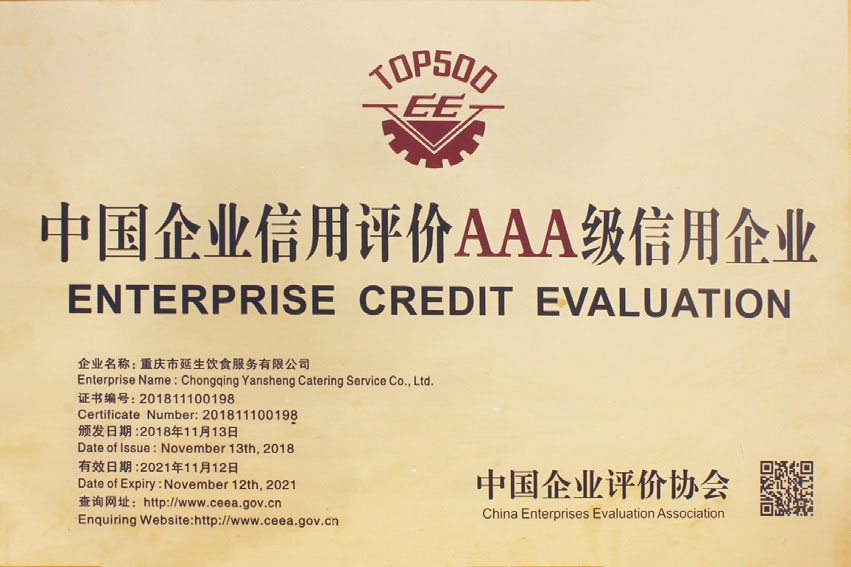 TOP500
EE
中国企业信用评价AAA级信用企业
ENTERPRISE CREDIT EVALUATION
企业名称：重庆市延生饮食服务有限公司
Enterprise Name : Chongqing Yansheng Catering Service Co., Ltd.
证书编号：201811100198
Certificate Number: 201811100198
颁发日期：2018年11月13日
Date of Issue : November 13th, 2018
有效日期：2021年11月12日
Date of Expiry : November 12th, 2021
查询网址：http://www.ceea.gov.cn
Enquiring Website:http://www.ceea.gov.cn
中国企业评价协会
China Enterprises Evaluation Association